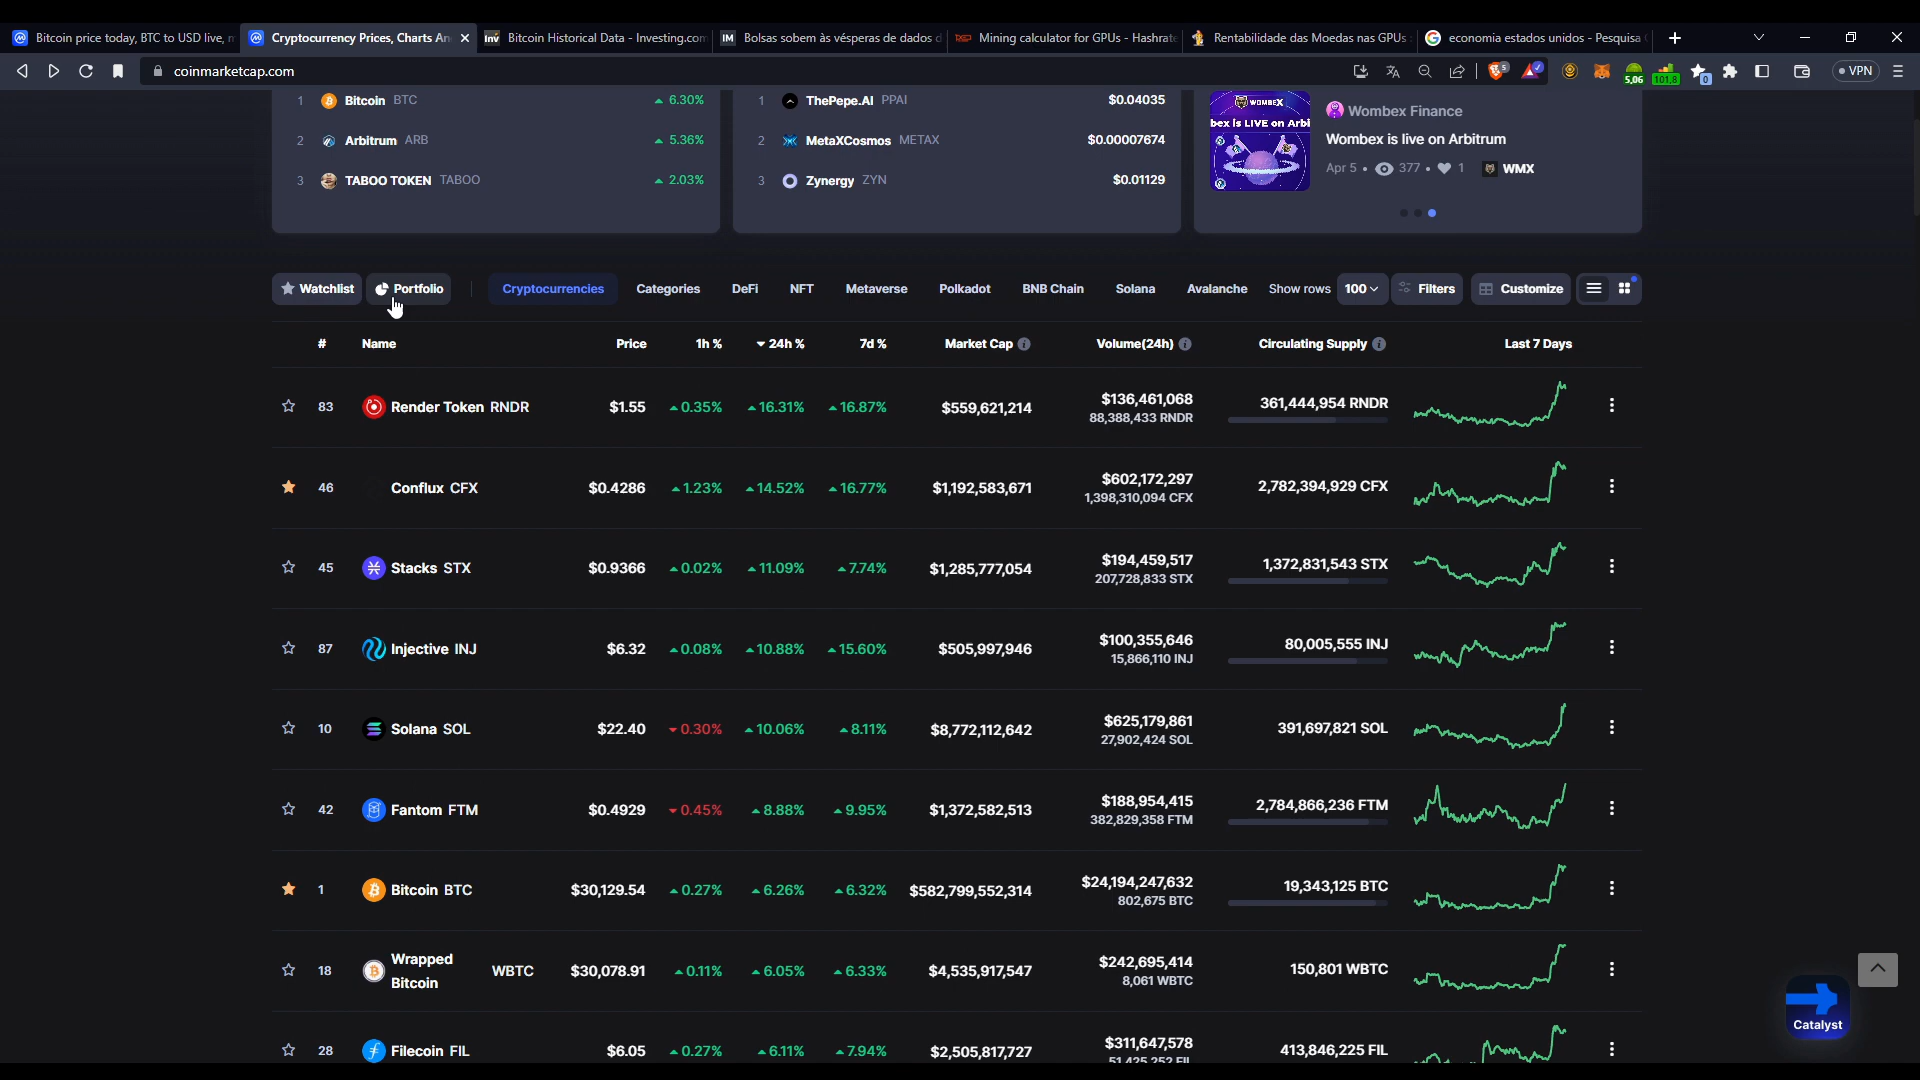 Bitcoin price today, BTC to USD live,
Cryptocurrency Prices, Charts An
Inv Bitcoin Historical Data - Investing.com
IM Bolsas sobem às vésperas de dados d
Mining calculator for GPUs - Hashrate
Rentabilidade das Moedas nas GPUs
economia estados unidos - Pesquisa
coinmarketcap.com
5
5,06
101,8
0
VPN
1 Bitcoin BTC 6.30%
2 Arbitrum ARB 5.36%
3 TABOO TOKEN TABOO 2.03%
1 ThePepe.AI PPAI $0.04035
2 MetaXCosmos METAX $0.00007674
3 Zynergy ZYN $0.01129
WOMBEX
bex is LIVE on Arbi
Wombex Finance
Wombex is live on Arbitrum
Apr 5 • 377 • 1 WMX
Watchlist Portfolio Cryptocurrencies Categories DeFi NFT Metaverse Polkadot BNB Chain Solana Avalanche Show rows 100 Filters Customize
# Name Price 1h % 24h % 7d % Market Cap Volume(24h) Circulating Supply Last 7 Days
83 Render Token RNDR $1.55 0.35% 16.31% 16.87% $559,621,214 $136,461,068 361,444,954 RNDR
88,388,433 RNDR
46 Conflux CFX $0.4286 1.23% 14.52% 16.77% $1,192,583,671 $602,172,297 2,782,394,929 CFX
1,398,310,094 CFX
45 Stacks STX $0.9366 0.02% 11.09% 7.74% $1,285,777,054 $194,459,517 1,372,831,543 STX
207,728,833 STX
87 Injective INJ $6.32 0.08% 10.88% 15.60% $505,997,946 $100,355,646 80,005,555 INJ
15,866,110 INJ
10 Solana SOL $22.40 0.30% 10.06% 8.11% $8,772,112,642 $625,179,861 391,697,821 SOL
27,902,424 SOL
42 Fantom FTM $0.4929 0.45% 8.88% 9.95% $1,372,582,513 $188,954,415 2,784,866,236 FTM
382,829,358 FTM
1 Bitcoin BTC $30,129.54 0.27% 6.26% 6.32% $582,799,552,314 $24,194,247,632 19,343,125 BTC
802,675 BTC
18 Wrapped Bitcoin WBTC $30,078.91 0.11% 6.05% 6.33% $4,535,917,547 $242,695,414 150,801 WBTC
8,061 WBTC
28 Filecoin FIL $6.05 0.27% 6.11% 7.94% $2,505,817,727 $311,647,578 413,846,225 FIL
51,425,252 FIL
Catalyst